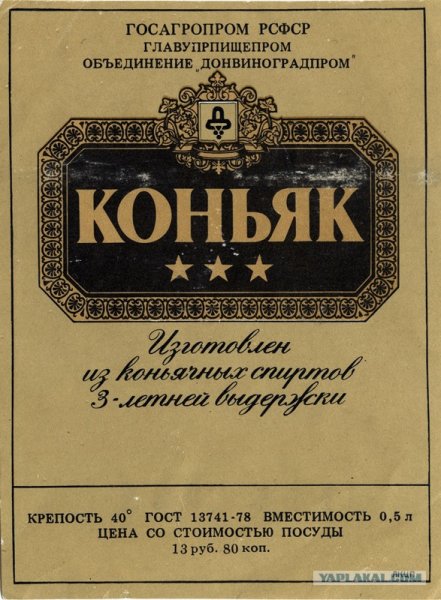 ГОСАГРОПРОМ РСФСР
ГЛАВУПРПИЩЕПРОМ
ОБЪЕДИНЕНИЕ „ДОНВИНОГРАДПРОМ"
Д
КОНЬЯК
★★★
Изготовлен
из коньячных спиртов
3-летней выдержки
КРЕПОСТЬ 40° ГОСТ 13741-78 ВМЕСТИМОСТЬ 0,5 л
ЦЕНА СО СТОИМОСТЬЮ ПОСУДЫ
13 руб. 80 коп.
YAPLAKAL.COM